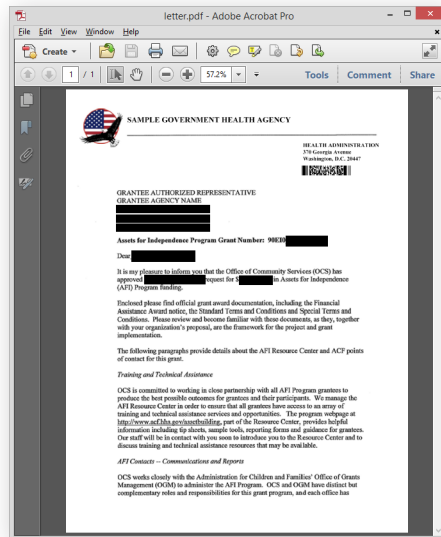 letter.pdf - Adobe Acrobat Pro
File Edit View Window Help
Create
1 / 1
57.2%
Tools Comment Share
SAMPLE GOVERNMENT HEALTH AGENCY
HEALTH ADMINISTRATION
370 Georgia Avenue
Washington, D.C. 20447
GRANTEE AUTHORIZED REPRESENTATIVE
GRANTEE AGENCY NAME
Assets for Independence Program Grant Number: 90EI0
Dear
It is my pleasure to inform you that the Office of Community Services (OCS) has
approved request for $ in Assets for Independence
(AFI) Program funding.
Enclosed please find official grant award documentation, including the Financial
Assistance Award notice, the Standard Terms and Conditions and Special Terms and
Conditions. Please review and become familiar with these documents, as they, together
with your organization's proposal, are the framework for the project and grant
implementation.
The following paragraphs provide details about the AFI Resource Center and ACF points
of contact for this grant.
Training and Technical Assistance
OCS is committed to working in close partnership with all AFI Program grantees to
produce the best possible outcomes for grantees and their participants. We manage the
AFI Resource Center in order to ensure that all grantees have access to an array of
training and technical assistance services and opportunities. The program webpage at
http://www.acf.hhs.gov/assetbuilding, part of the Resource Center, provides helpful
information including tip sheets, sample tools, reporting forms and guidance for grantees.
Our staff will be in contact with you soon to introduce you to the Resource Center and to
discuss training and technical assistance resources that may be available.
AFI Contacts – Communications and Reports
OCS works closely with the Administration for Children and Families' Office of Grants
Management (OGM) to administer the AFI Program. OCS and OGM have distinct but
complementary roles and responsibilities for this grant program, and each office has